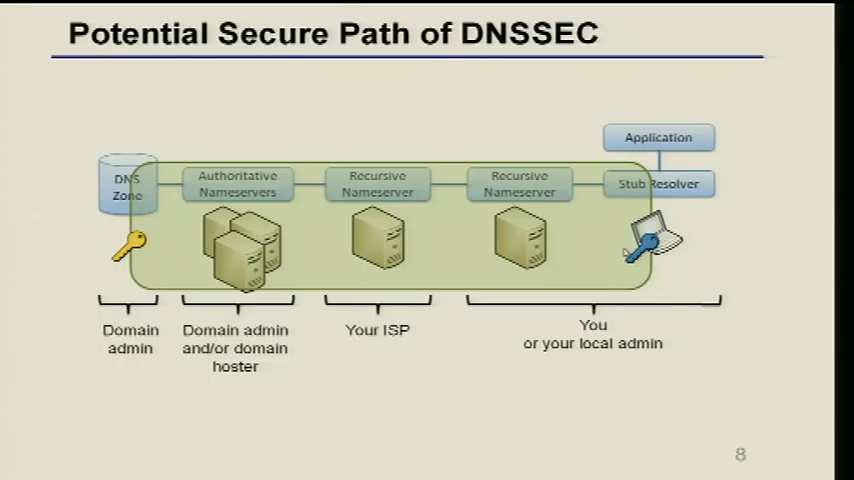 Potential Secure Path of DNSSEC
Application
DNS
Zone
Authoritative
Nameservers
Recursive
Nameserver
Recursive
Nameserver
Stub Resolver
Domain
admin
Domain admin
and/or domain
hoster
Your ISP
You
or your local admin
8